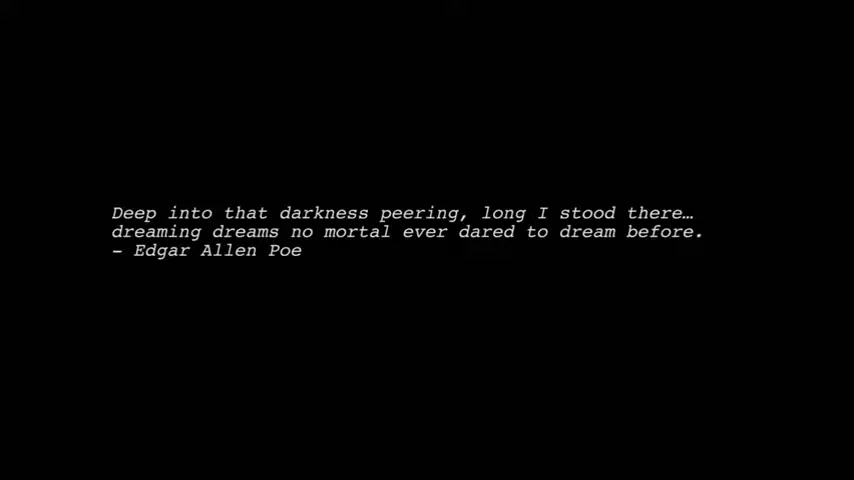 Deep into that darkness peering, long I stood there…
dreaming dreams no mortal ever dared to dream before.
- Edgar Allen Poe